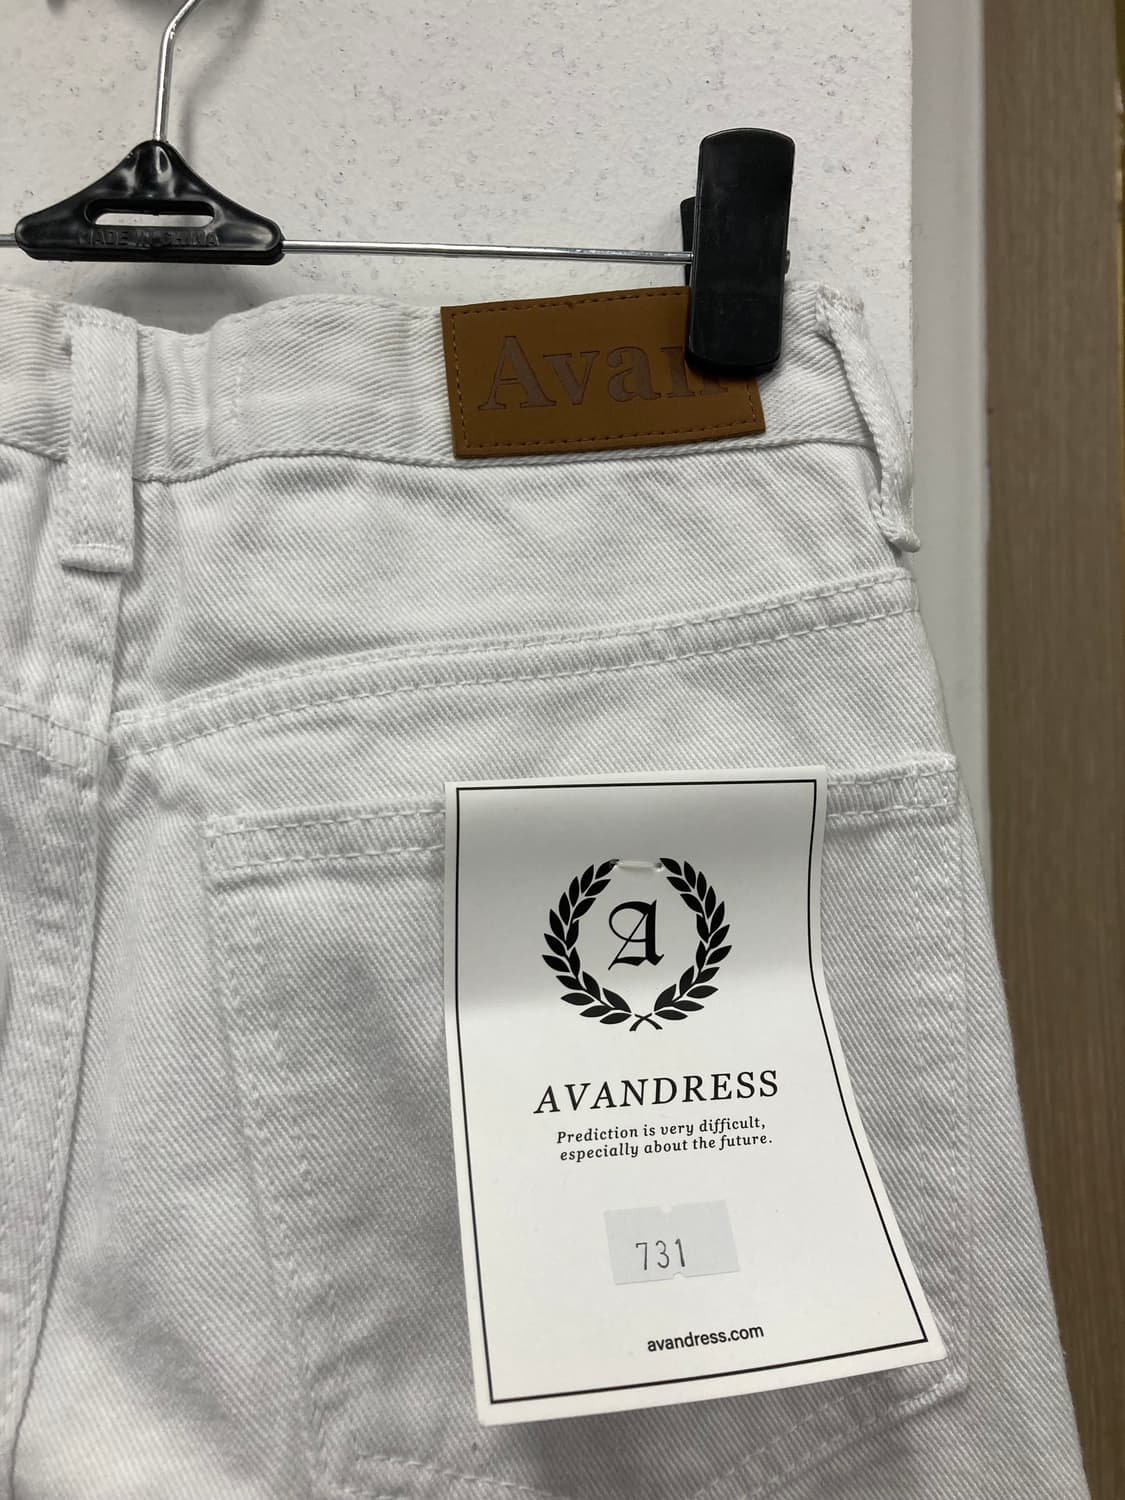 MADE IN CHINA
Avan
A
AVANDRESS
Prediction is very difficult,
especially about the future.
731
avandress.com